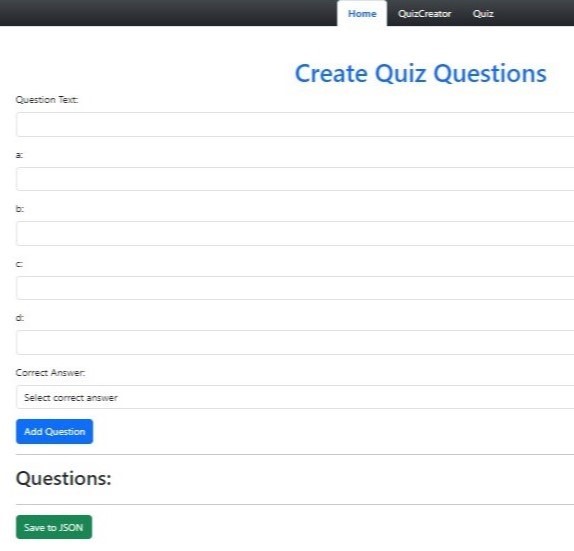 Home QuizCreator Quiz
Create Quiz Questions
Question Text:
a:
b:
c:
d:
Correct Answer:
Select correct answer
Add Question
Questions:
Save to JSON